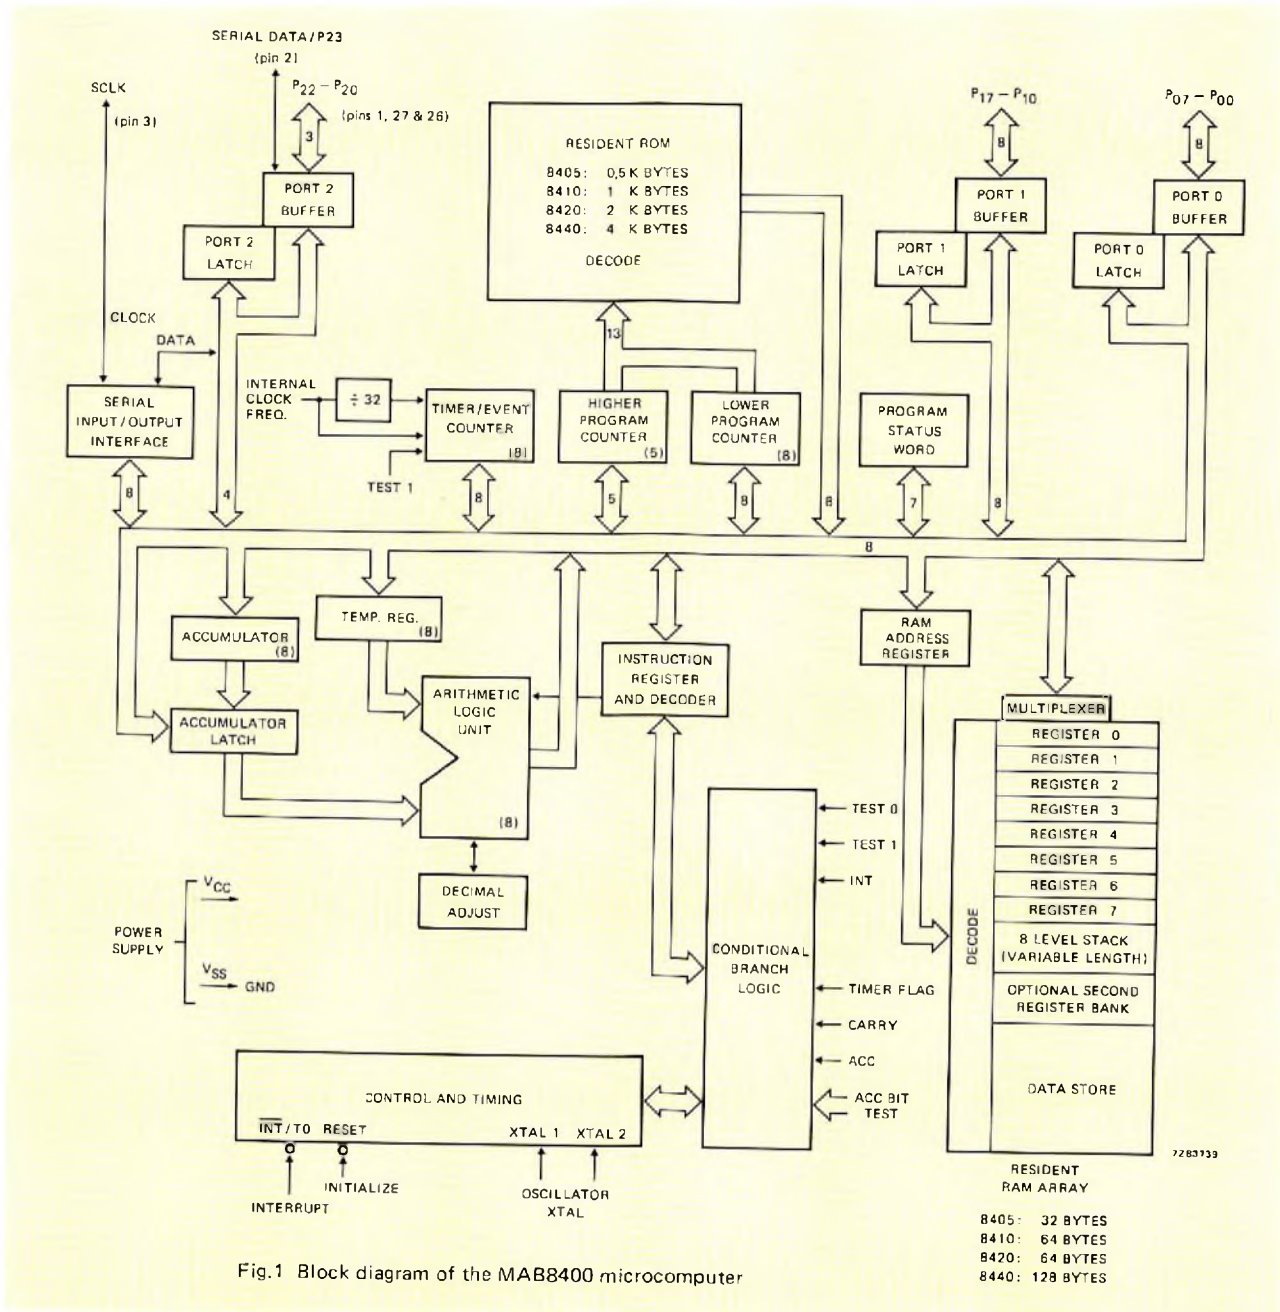 SERIAL DATA/P23
(pin 2)
SCLK
(pin 3)
P22 – P20
(pins 1, 27 & 26)
3
PORT 2
BUFFER
PORT 2
LATCH
CLOCK
DATA
SERIAL
INPUT/OUTPUT
INTERFACE
8
4
INTERNAL
CLOCK
FREQ.
÷ 32
TIMER/EVENT
COUNTER
(8)
TEST 1
8
RESIDENT ROM
8405: 0,5 K BYTES
8410: 1 K BYTES
8420: 2 K BYTES
8440: 4 K BYTES
DECODE
13
HIGHER
PROGRAM
COUNTER
(5)
5
LOWER
PROGRAM
COUNTER
(8)
8
8
P17 – P10
8
PORT 1
BUFFER
PORT 1
LATCH
P07 – P00
8
PORT 0
BUFFER
PORT 0
LATCH
PROGRAM
STATUS
WORD
7
8
8
ACCUMULATOR
(8)
ACCUMULATOR
LATCH
TEMP. REG.
(8)
ARITHMETIC
LOGIC
UNIT
(8)
DECIMAL
ADJUST
INSTRUCTION
REGISTER
AND DECODER
RAM
ADDRESS
REGISTER
MULTIPLEXER
REGISTER 0
REGISTER 1
REGISTER 2
REGISTER 3
REGISTER 4
REGISTER 5
REGISTER 6
REGISTER 7
8 LEVEL STACK
(VARIABLE LENGTH)
OPTIONAL SECOND
REGISTER BANK
DATA STORE
DECODE
CONDITIONAL
BRANCH
LOGIC
TEST 0
TEST 1
INT
TIMER FLAG
CARRY
ACC
ACC BIT
TEST
POWER
SUPPLY
VCC
VSS
GND
CONTROL AND TIMING
INT/T0 RESET
XTAL 1 XTAL 2
INITIALIZE
INTERRUPT
OSCILLATOR
XTAL
7Z83739
RESIDENT
RAM ARRAY
8405: 32 BYTES
8410: 64 BYTES
8420: 64 BYTES
8440: 128 BYTES
Fig.1 Block diagram of the MAB8400 microcomputer